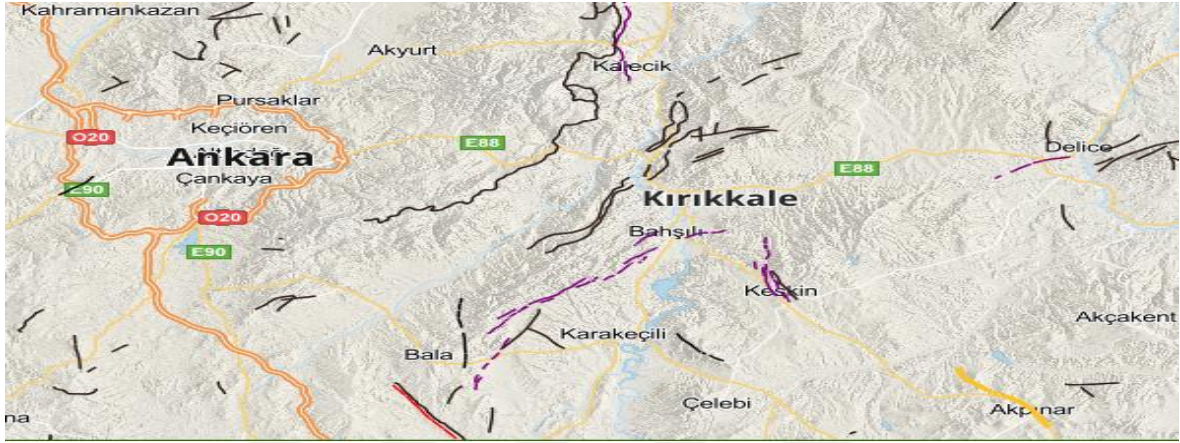 Kahramankazan
Akyurt
Kalecik
Pursaklar
O20
Keçiören
E88
Ankara
Delice
E88
Çankaya
E90
Kırıkkale
O20
Bahşılı
E90
Keskin
Akçakent
Karakeçili
Bala
Çelebi
Akpınar
na